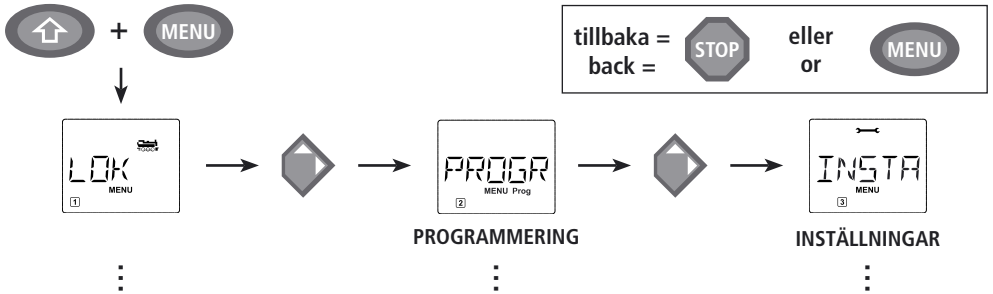 + MENU
tillbaka = STOP eller MENU
back = or
LOK
MENU
1
PROGR
MENU Prog
2
INSTA
MENU
3
PROGRAMMERING
INSTÄLLNINGAR